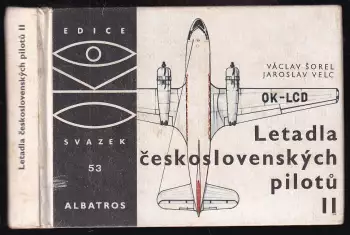 Letadla československých pilotů II
EDICE
OKO
SVAZEK
53
ALBATROS
VÁCLAV ŠOREL
JAROSLAV VELC
OK-LCD
Letadla
československých
pilotů
II